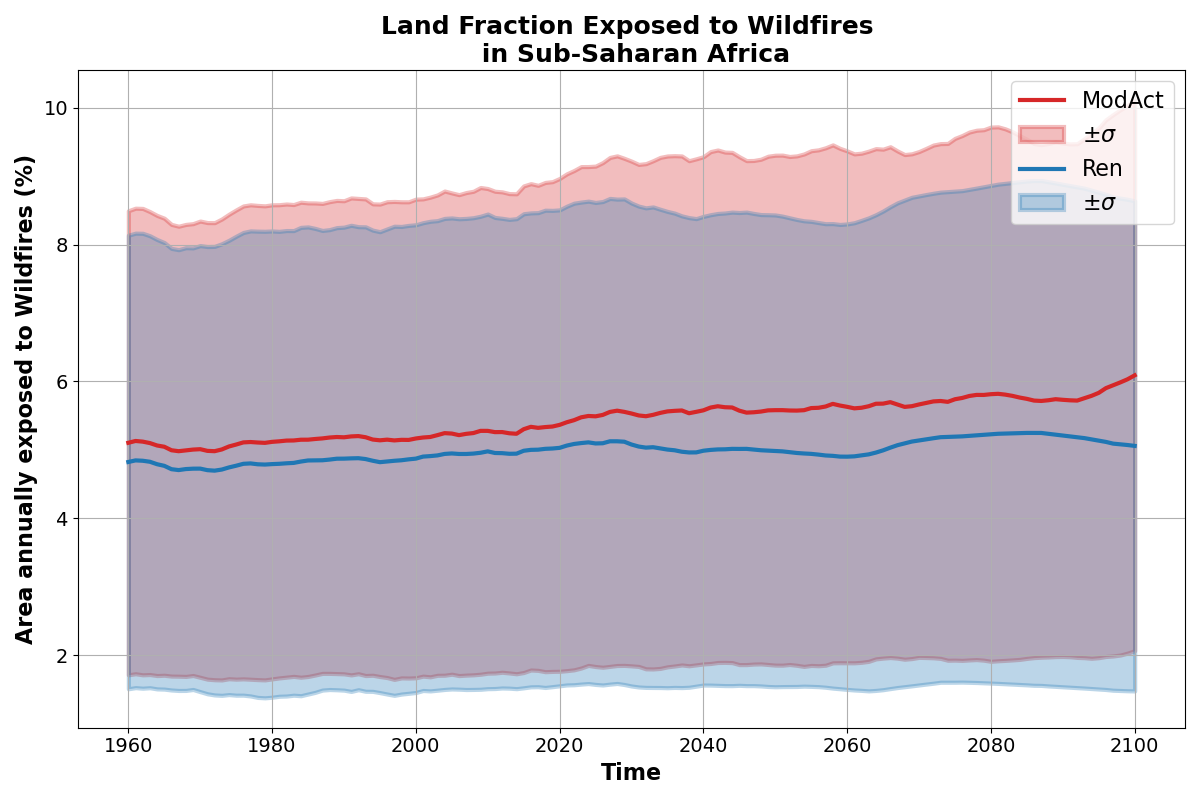 Land Fraction Exposed to Wildfires
in Sub-Saharan Africa
Area annually exposed to Wildfires (%)
10
8
6
4
2
ModAct
±σ
Ren
±σ
1960 1980 2000 2020 2040 2060 2080 2100
Time